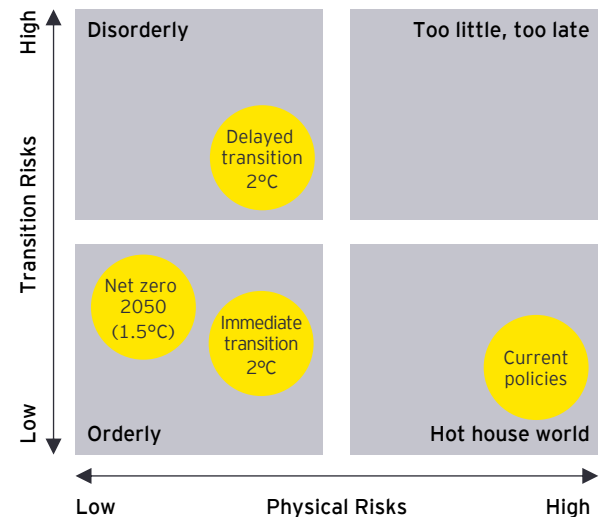 High
Transition Risks
Low
Disorderly
Too little, too late
Delayed
transition
2°C
Net zero
2050
(1.5°C)
Immediate
transition
2°C
Current
policies
Orderly
Hot house world
Low
Physical Risks
High